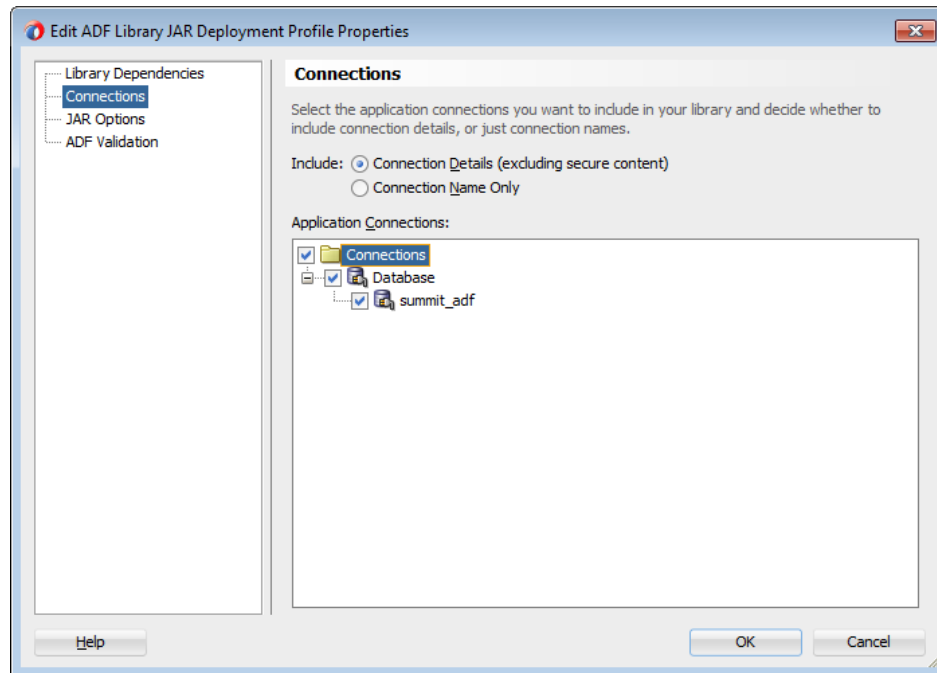 Edit ADF Library JAR Deployment Profile Properties
Library Dependencies
Connections
JAR Options
ADF Validation
Connections
Select the application connections you want to include in your library and decide whether to
include connection details, or just connection names.
Include: Connection Details (excluding secure content)
Connection Name Only
Application Connections:
Connections
Database
summit_adf
Help
OK
Cancel